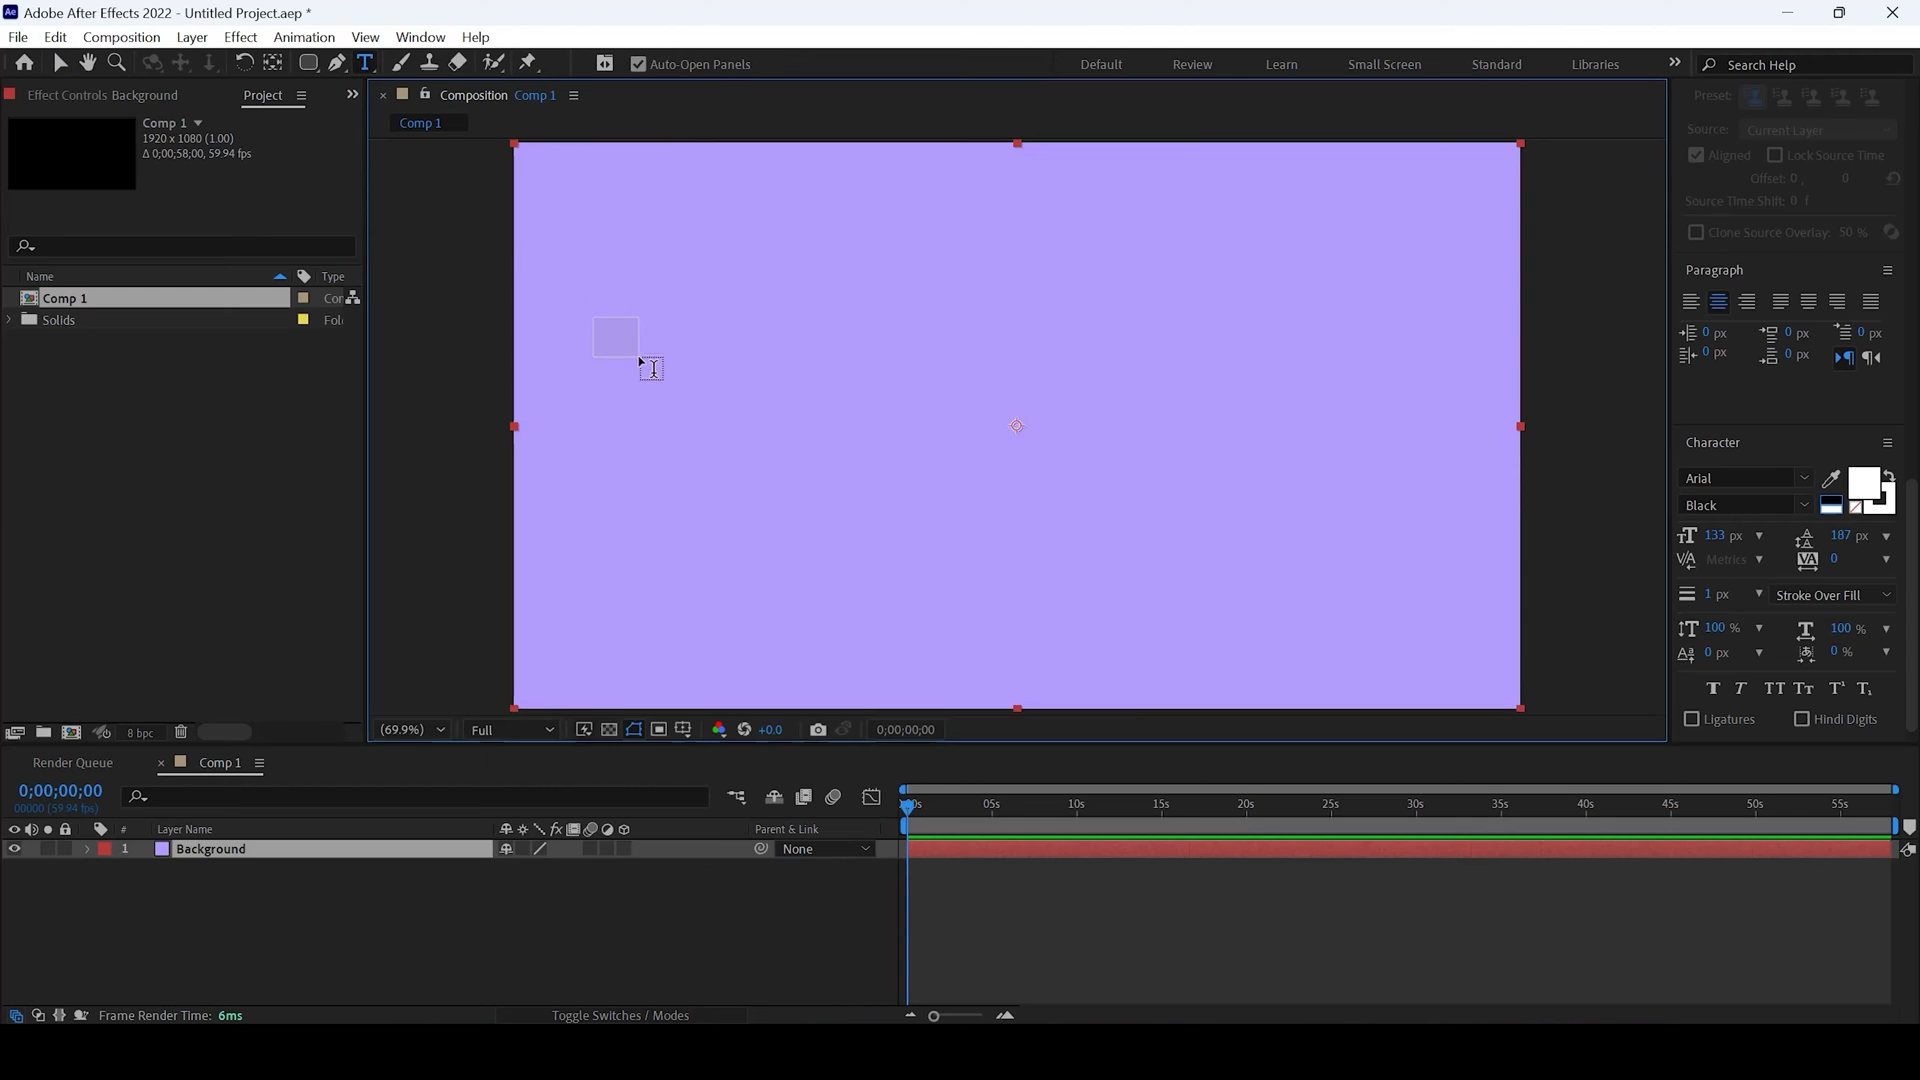 Adobe After Effects 2022 - Untitled Project.aep *
File Edit Composition Layer Effect Animation View Window Help
Auto-Open Panels Default Review Learn Small Screen Standard Libraries Search Help
Effect Controls Background Project
Composition Comp 1
Comp 1
Comp 1
1920 x 1080 (1.00)
Δ 0;00;58;00, 59.94 fps
Name Type
Comp 1 Cor
Solids Fol
8 bpc
(69.9%) Full +0.0 0;00;00;00
Preset:
Source: Current Layer
Aligned Lock Source Time
Offset: 0 , 0
Source Time Shift: 0 f
Clone Source Overlay: 50 %
Paragraph
0 px 0 px 0 px
0 px 0 px
Character
Arial
Black
133 px 187 px
Metrics 0
1 px Stroke Over Fill
100 % 100 %
0 px 0 %
T T TT Tt T¹ T₁
Ligatures Hindi Digits
Render Queue Comp 1
0;00;00;00
00000 (59.94 fps)
05s 10s 15s 20s 25s 30s 35s 40s 45s 50s 55s
# Layer Name Parent & Link
1 Background None
Frame Render Time: 6ms Toggle Switches / Modes